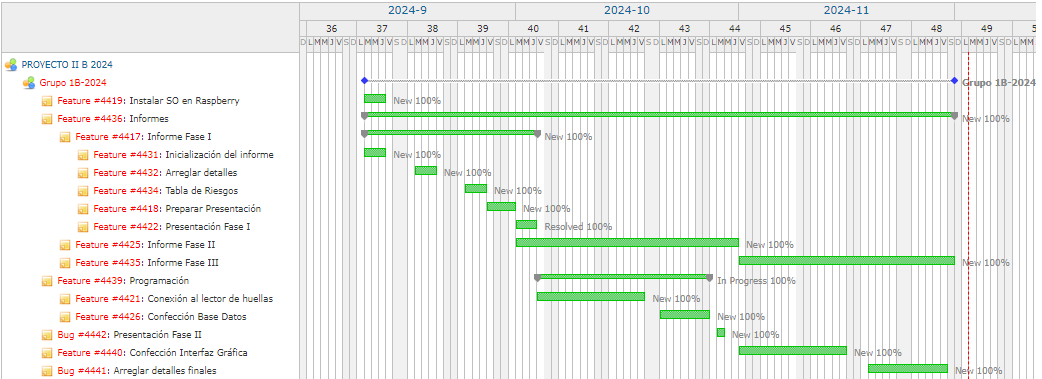 2024-9 2024-10 2024-11
36 37 38 39 40 41 42 43 44 45 46 47 48 49
PROYECTO II B 2024
Grupo 1B-2024 Grupo 1B-2024
Feature #4419: Instalar SO en Raspberry New 100%
Feature #4436: Informes New 100%
Feature #4417: Informe Fase I New 100%
Feature #4431: Inicialización del informe New 100%
Feature #4432: Arreglar detalles New 100%
Feature #4434: Tabla de Riesgos New 100%
Feature #4418: Preparar Presentación New 100%
Feature #4422: Presentación Fase I Resolved 100%
Feature #4425: Informe Fase II New 100%
Feature #4435: Informe Fase III New 100%
Feature #4439: Programación In Progress 100%
Feature #4421: Conexión al lector de huellas New 100%
Feature #4426: Confección Base Datos New 100%
Bug #4442: Presentación Fase II New 100%
Feature #4440: Confección Interfaz Gráfica New 100%
Bug #4441: Arreglar detalles finales New 100%